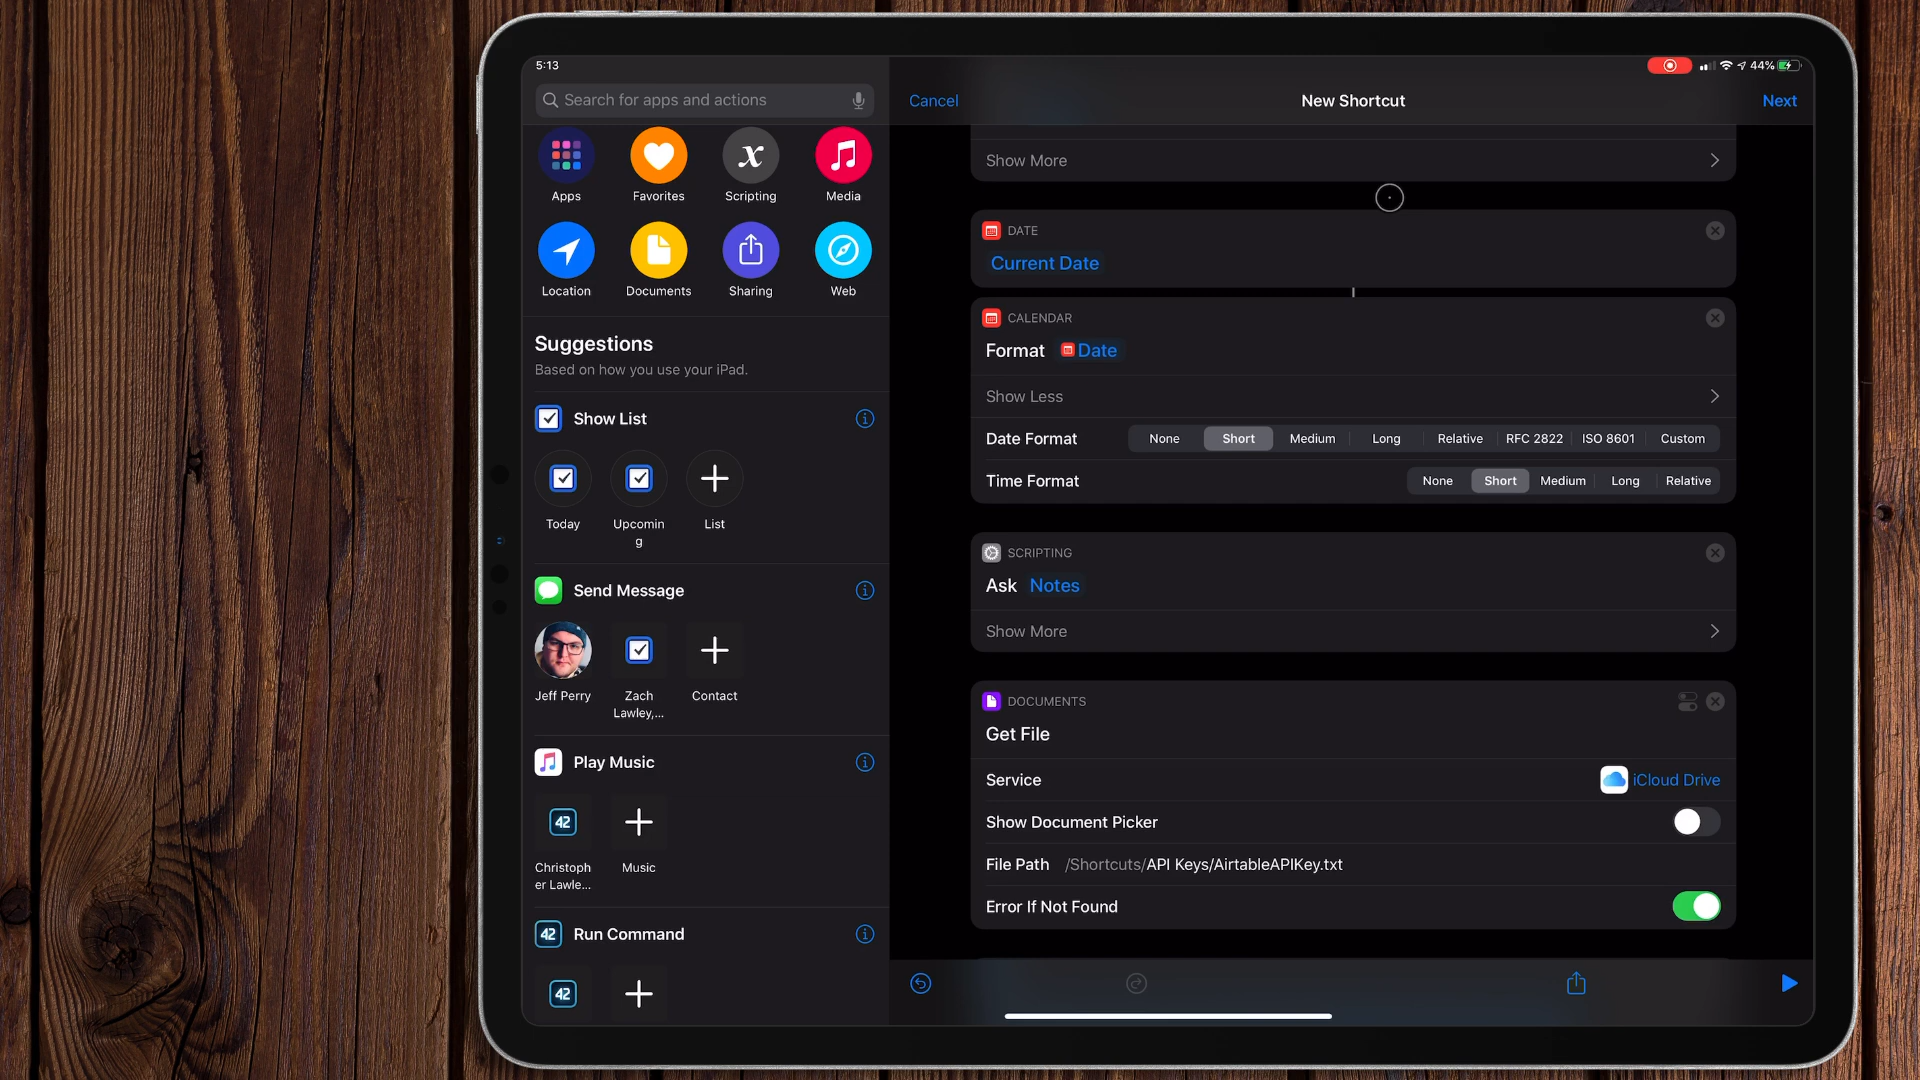 5:13
44%
Search for apps and actions
Cancel
New Shortcut
Next
Apps
Favorites
Scripting
Media
Location
Documents
Sharing
Web
Suggestions
Based on how you use your iPad.
Show List
Today
Upcomin
g
List
Send Message
Jeff Perry
Zach
Lawley,...
Contact
Play Music
42
Christoph
er Lawle...
Music
42
Run Command
42
Show More
DATE
Current Date
CALENDAR
Format Date
Show Less
Date Format
None
Short
Medium
Long
Relative
RFC 2822
ISO 8601
Custom
Time Format
None
Short
Medium
Long
Relative
SCRIPTING
Ask Notes
Show More
DOCUMENTS
Get File
Service
iCloud Drive
Show Document Picker
File Path /Shortcuts/API Keys/AirtableAPIKey.txt
Error If Not Found